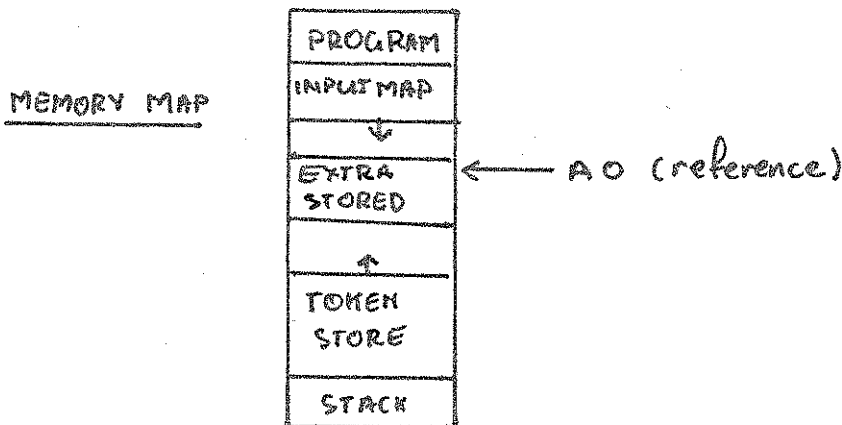 PROGRAM
MEMORY MAP
INPUT MAP
EXTRA
STORED
A0 (reference)
TOKEN
STORE
STACK